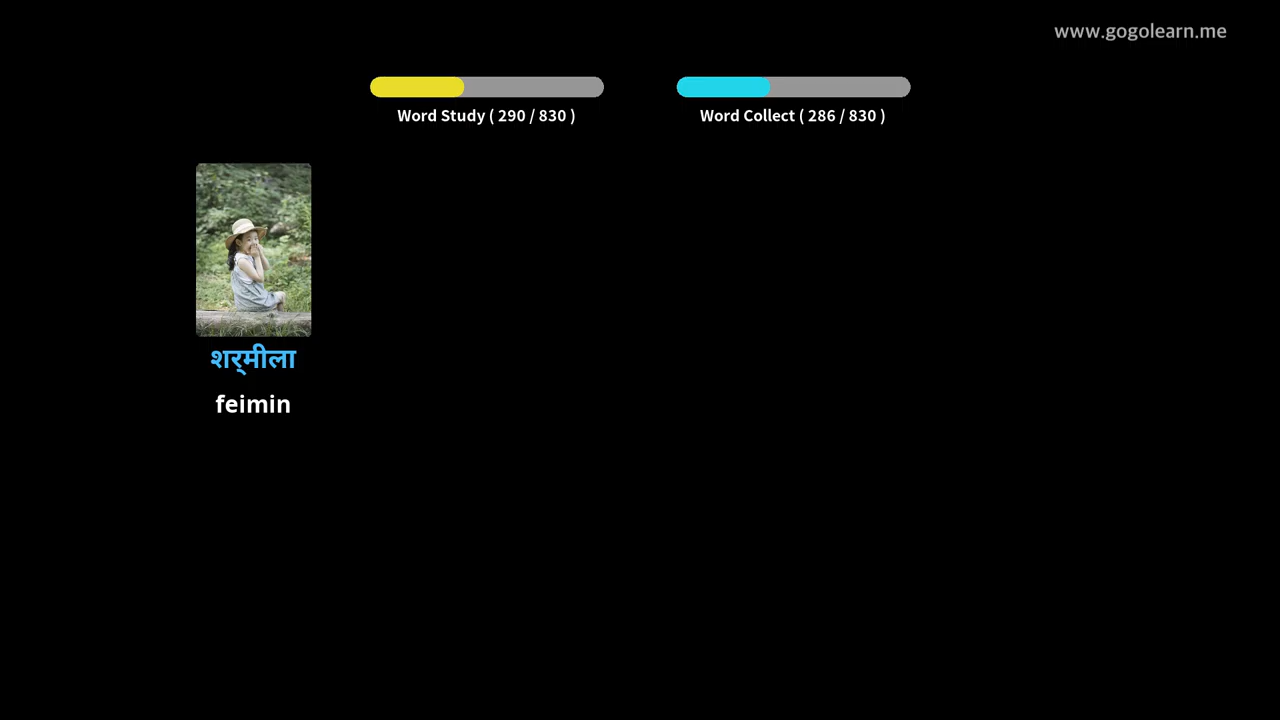 www.gogolearn.me
Word Study ( 290 / 830 )
Word Collect ( 286 / 830 )
शर्‌मीला
feimin